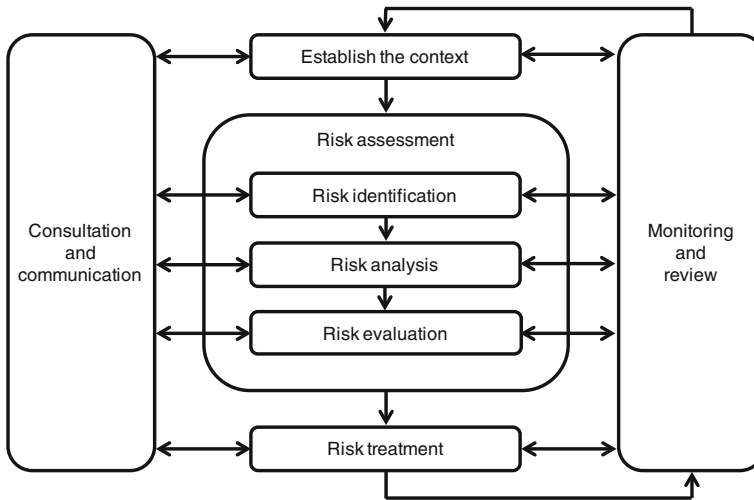 Establish the context
Risk assessment
Risk identification
Consultation
and
communication
Risk analysis
Monitoring
and
review
Risk evaluation
Risk treatment